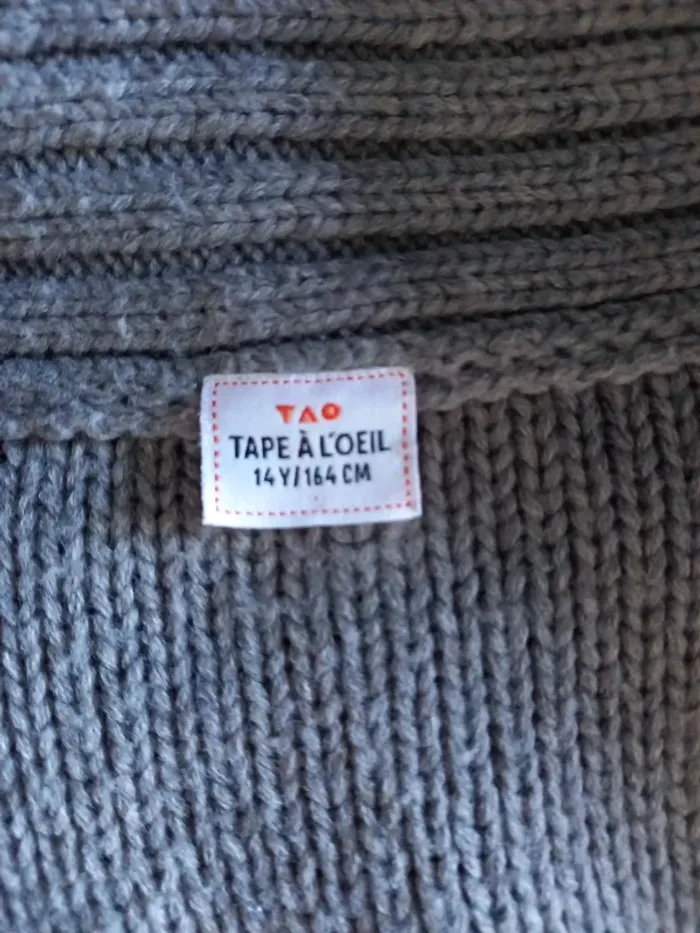 TAO
TAPE À L'OEIL
14 Y/164 CM